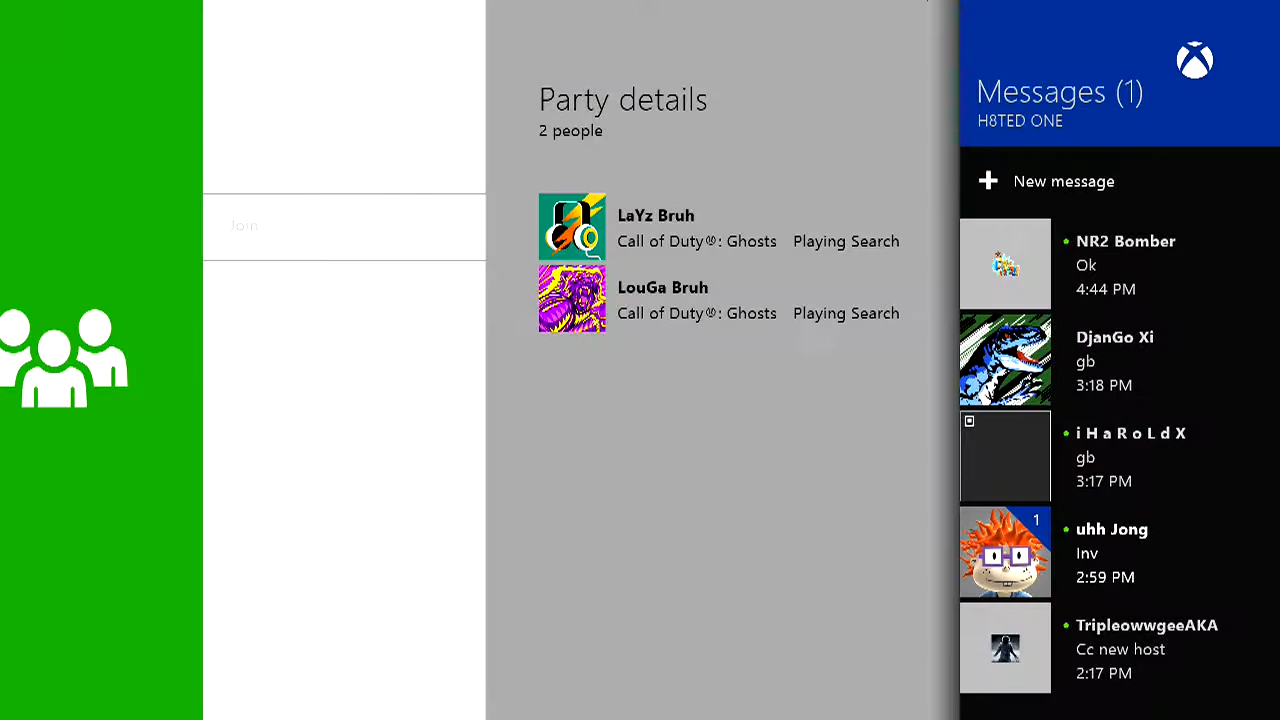 Join
Party details
2 people
LaYz Bruh
Call of Duty®: Ghosts Playing Search
LouGa Bruh
Call of Duty®: Ghosts Playing Search
Messages (1)
H8TED ONE
New message
NR2 Bomber
Ok
4:44 PM
DjanGo Xi
gb
3:18 PM
i H a R o L d X
gb
3:17 PM
1
uhh Jong
Inv
2:59 PM
TripleowwgeeAKA
Cc new host
2:17 PM